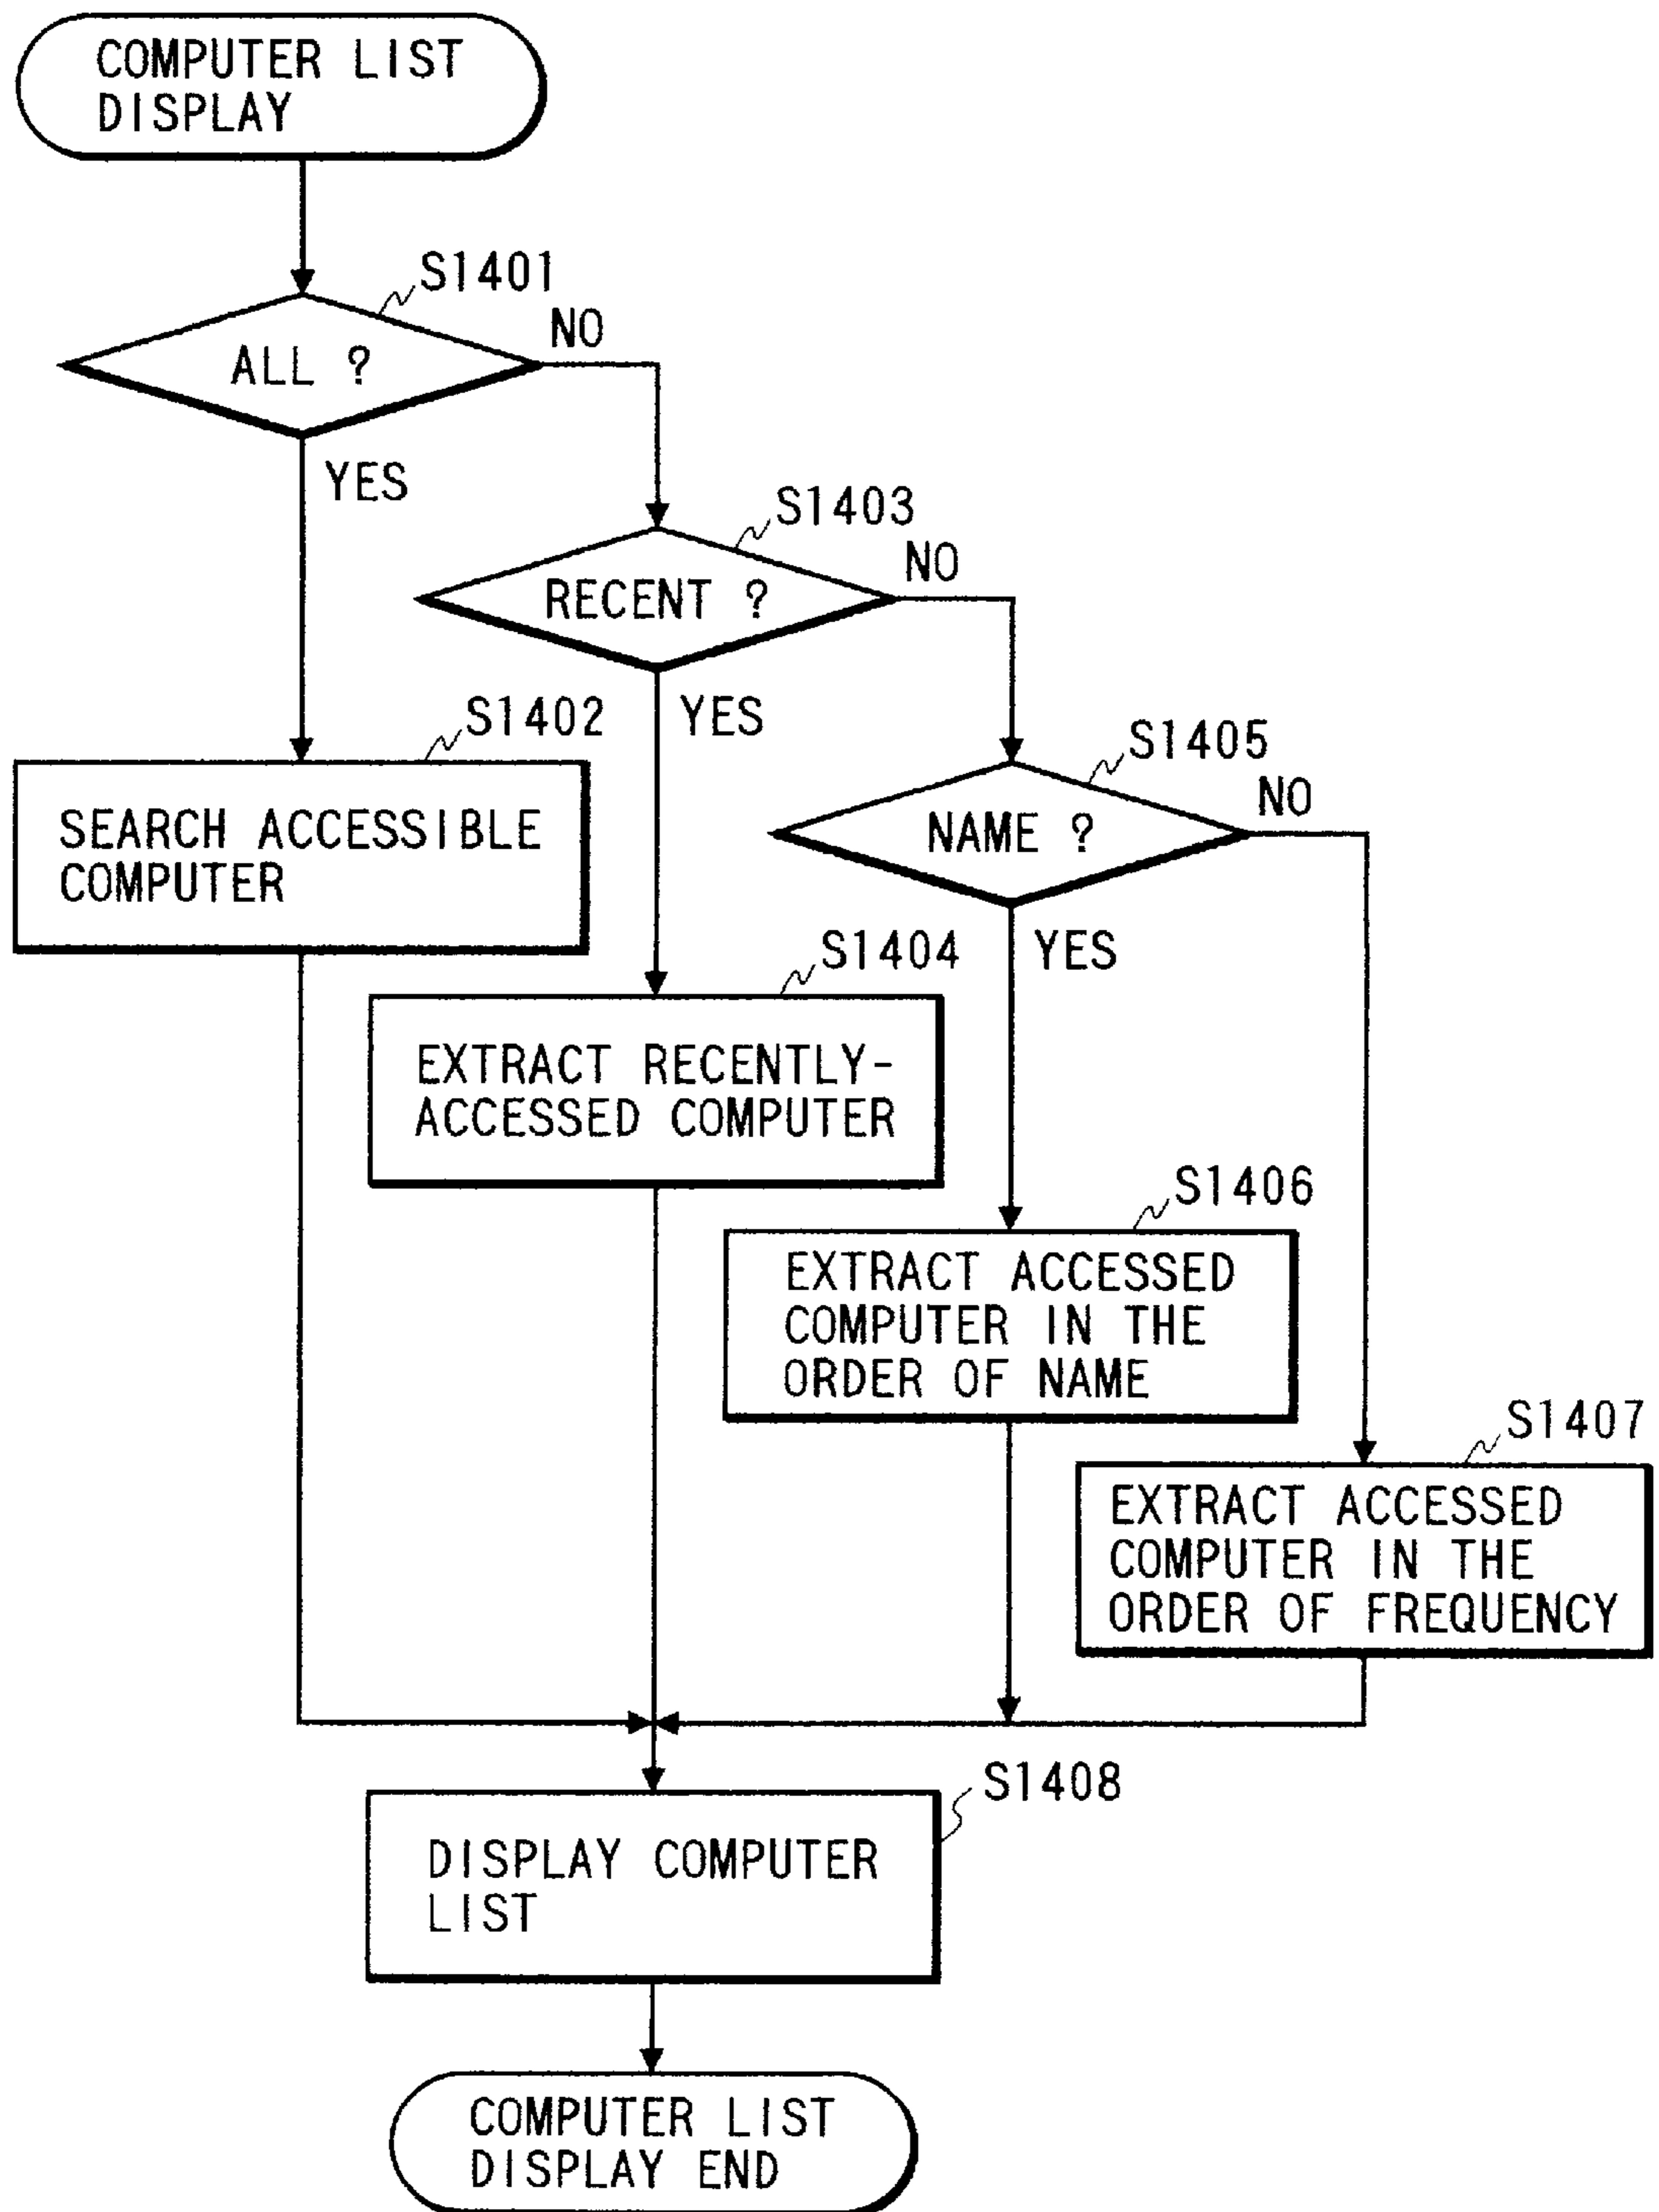 COMPUTER LIST
DISPLAY
S1401
NO
ALL ?
YES
S1403
NO
RECENT ?
YES
S1402
SEARCH ACCESSIBLE
COMPUTER
S1405
NO
NAME ?
YES
S1404
EXTRACT RECENTLY-
ACCESSED COMPUTER
S1406
EXTRACT ACCESSED
COMPUTER IN THE
ORDER OF NAME
S1407
EXTRACT ACCESSED
COMPUTER IN THE
ORDER OF FREQUENCY
S1408
DISPLAY COMPUTER
LIST
COMPUTER LIST
DISPLAY END